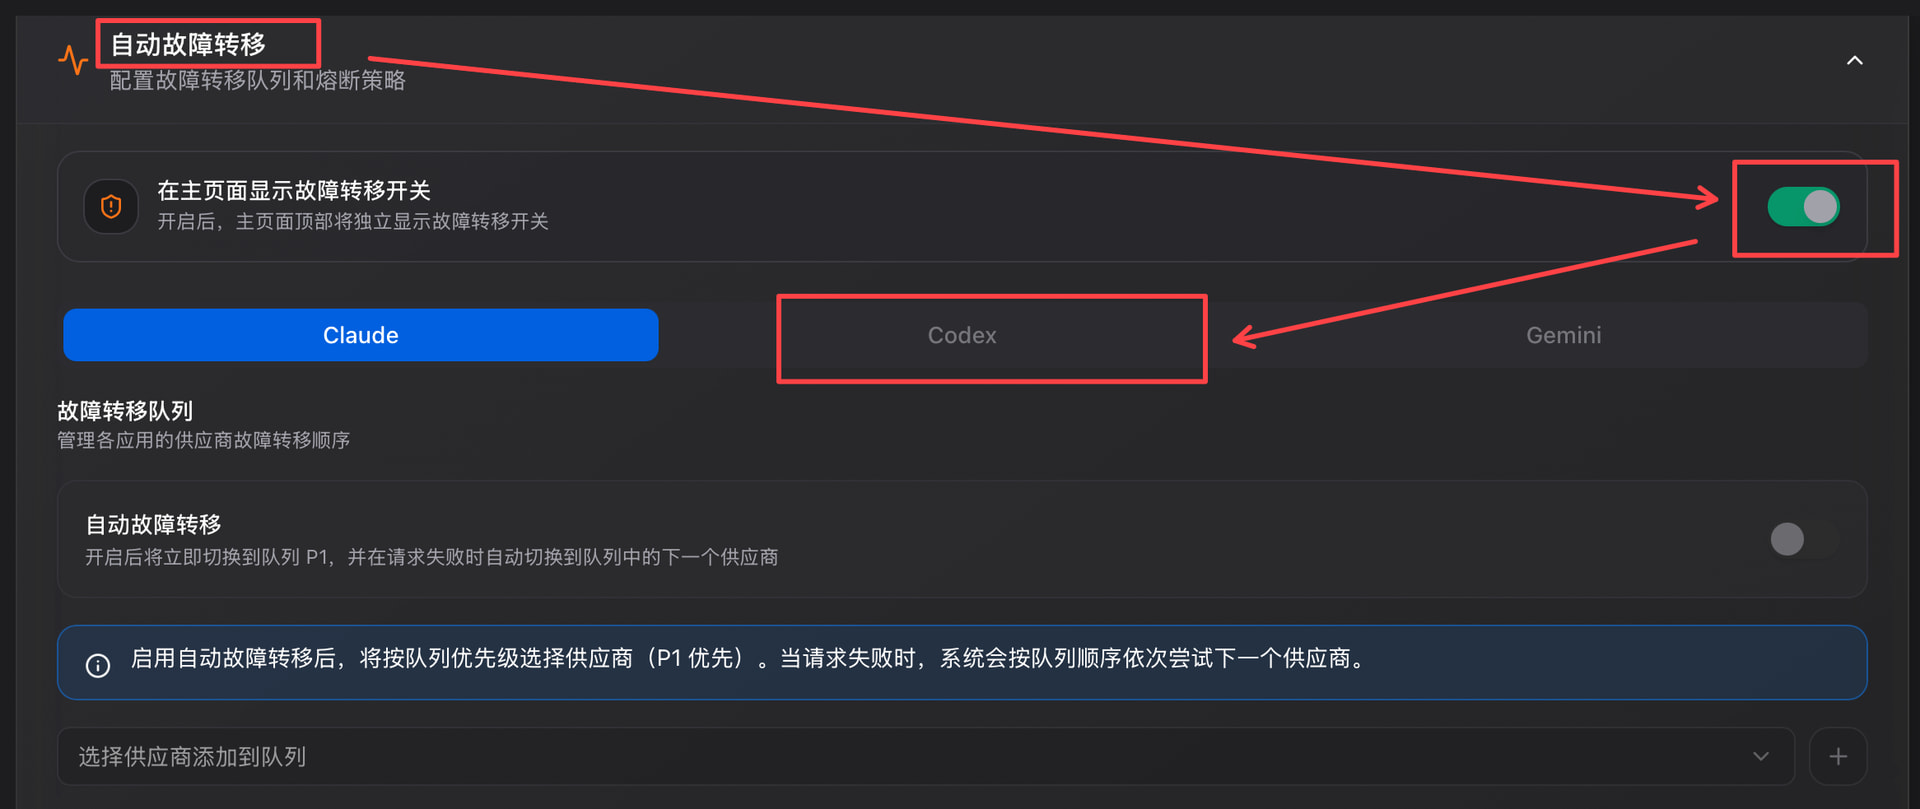 自动故障转移
配置故障转移队列和熔断策略
在主页面显示故障转移开关
开启后，主页面顶部将独立显示故障转移开关
Claude
Codex
Gemini
故障转移队列
管理各应用的供应商故障转移顺序
自动故障转移
开启后将立即切换到队列 P1，并在请求失败时自动切换到队列中的下一个供应商
启用自动故障转移后，将按队列优先级选择供应商（P1 优先）。当请求失败时，系统会按队列顺序依次尝试下一个供应商。
选择供应商添加到队列